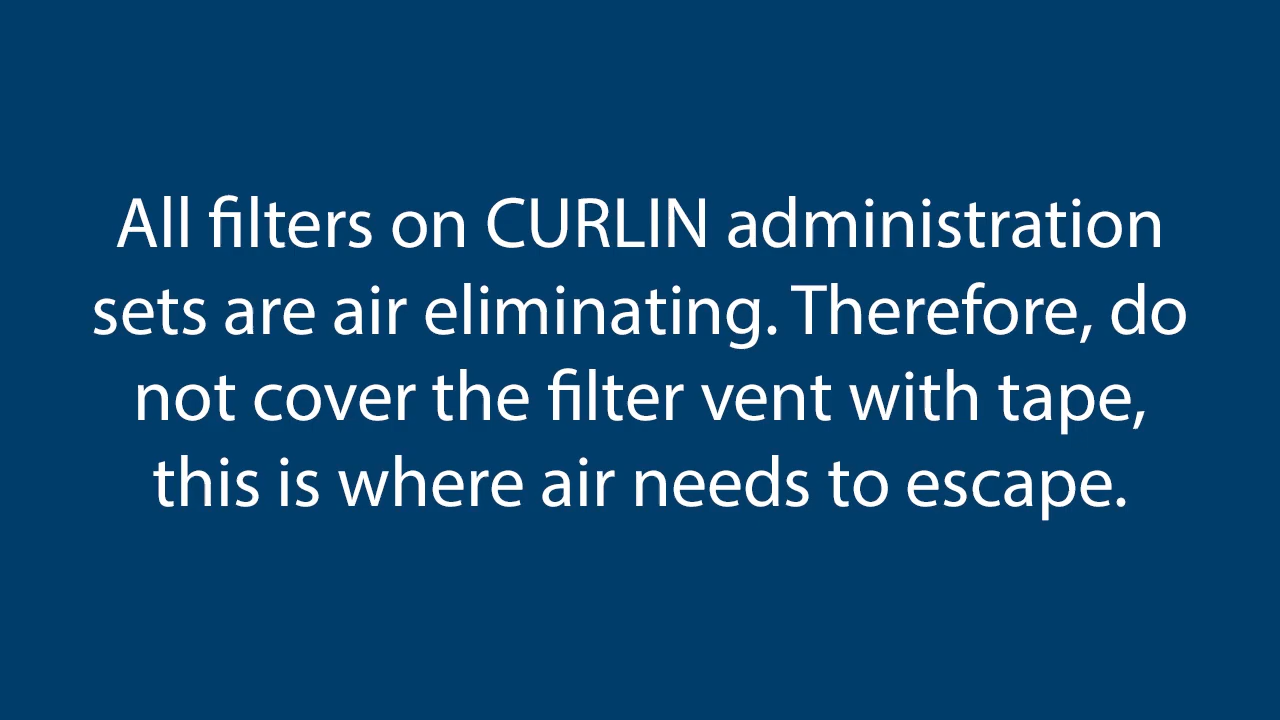 All filters on CURLIN administration
sets are air eliminating. Therefore, do
not cover the filter vent with tape,
this is where air needs to escape.